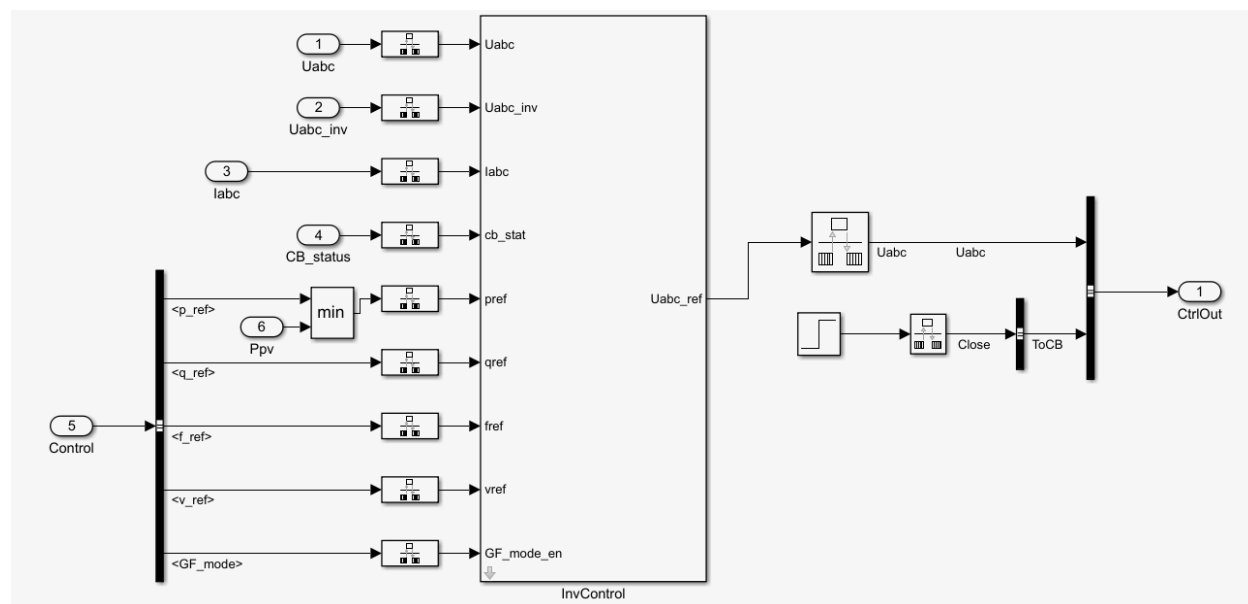 1
Uabc
Uabc
2
Uabc_inv
Uabc_inv
3
Iabc
Iabc
4
CB_status
cb_stat
<p_ref>
min
pref
6
Ppv
<q_ref>
qref
5
Control
<f_ref>
fref
<v_ref>
vref
<GF_mode>
GF_mode_en
InvControl
Uabc_ref
Uabc
Uabc
Close
ToCB
1
CtrlOut